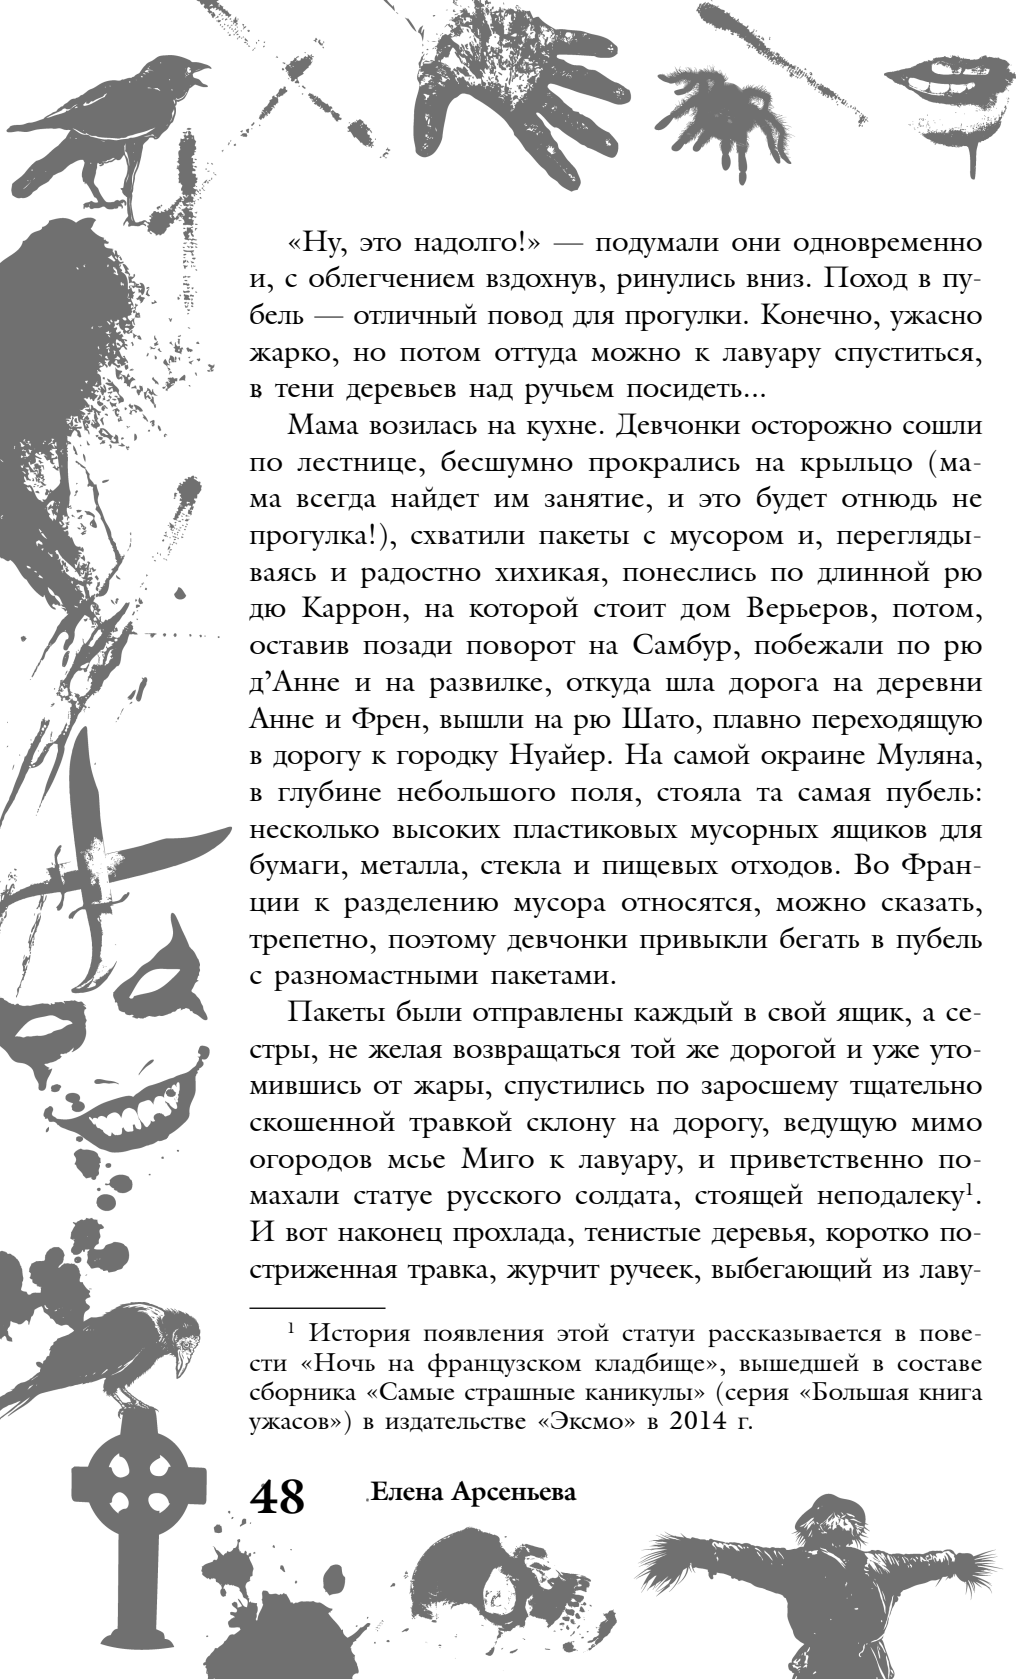 «Ну, это надолго!» — подумали они одновременно
и, с облегчением вздохнув, ринулись вниз. Поход в пу-
бель — отличный повод для прогулки. Конечно, ужасно
жарко, но потом оттуда можно к лавуару спуститься,
в тени деревьев над ручьем посидеть...
Мама возилась на кухне. Девчонки осторожно сошли
по лестнице, бесшумно прокрались на крыльцо (ма-
ма всегда найдет им занятие, и это будет отнюдь не
прогулка!), схватили пакеты с мусором и, перегляды-
ваясь и радостно хихикая, понеслись по длинной рю
дю Каррон, на которой стоит дом Верьеров, потом,
оставив позади поворот на Самбур, побежали по рю
д’Анне и на развилке, откуда шла дорога на деревни
Анне и Френ, вышли на рю Шато, плавно переходящую
в дорогу к городку Нуайер. На самой окраине Муляна,
в глубине небольшого поля, стояла та самая пубель:
несколько высоких пластиковых мусорных ящиков для
бумаги, металла, стекла и пищевых отходов. Во Фран-
ции к разделению мусора относятся, можно сказать,
трепетно, поэтому девчонки привыкли бегать в пубель
с разномастными пакетами.
Пакеты были отправлены каждый в свой ящик, а се-
стры, не желая возвращаться той же дорогой и уже уто-
мившись от жары, спустились по заросшему тщательно
скошенной травкой склону на дорогу, ведущую мимо
огородов мсье Миго к лавуару, и приветственно по-
махали статуе русского солдата, стоящей неподалеку¹.
И вот наконец прохлада, тенистые деревья, коротко по-
стриженная травка, журчит ручеек, выбегающий из лаву-
¹ История появления этой статуи рассказывается в пове-
сти «Ночь на французском кладбище», вышедшей в составе
сборника «Самые страшные каникулы» (серия «Большая книга
ужасов») в издательстве «Эксмо» в 2014 г.
48 Елена Арсеньева